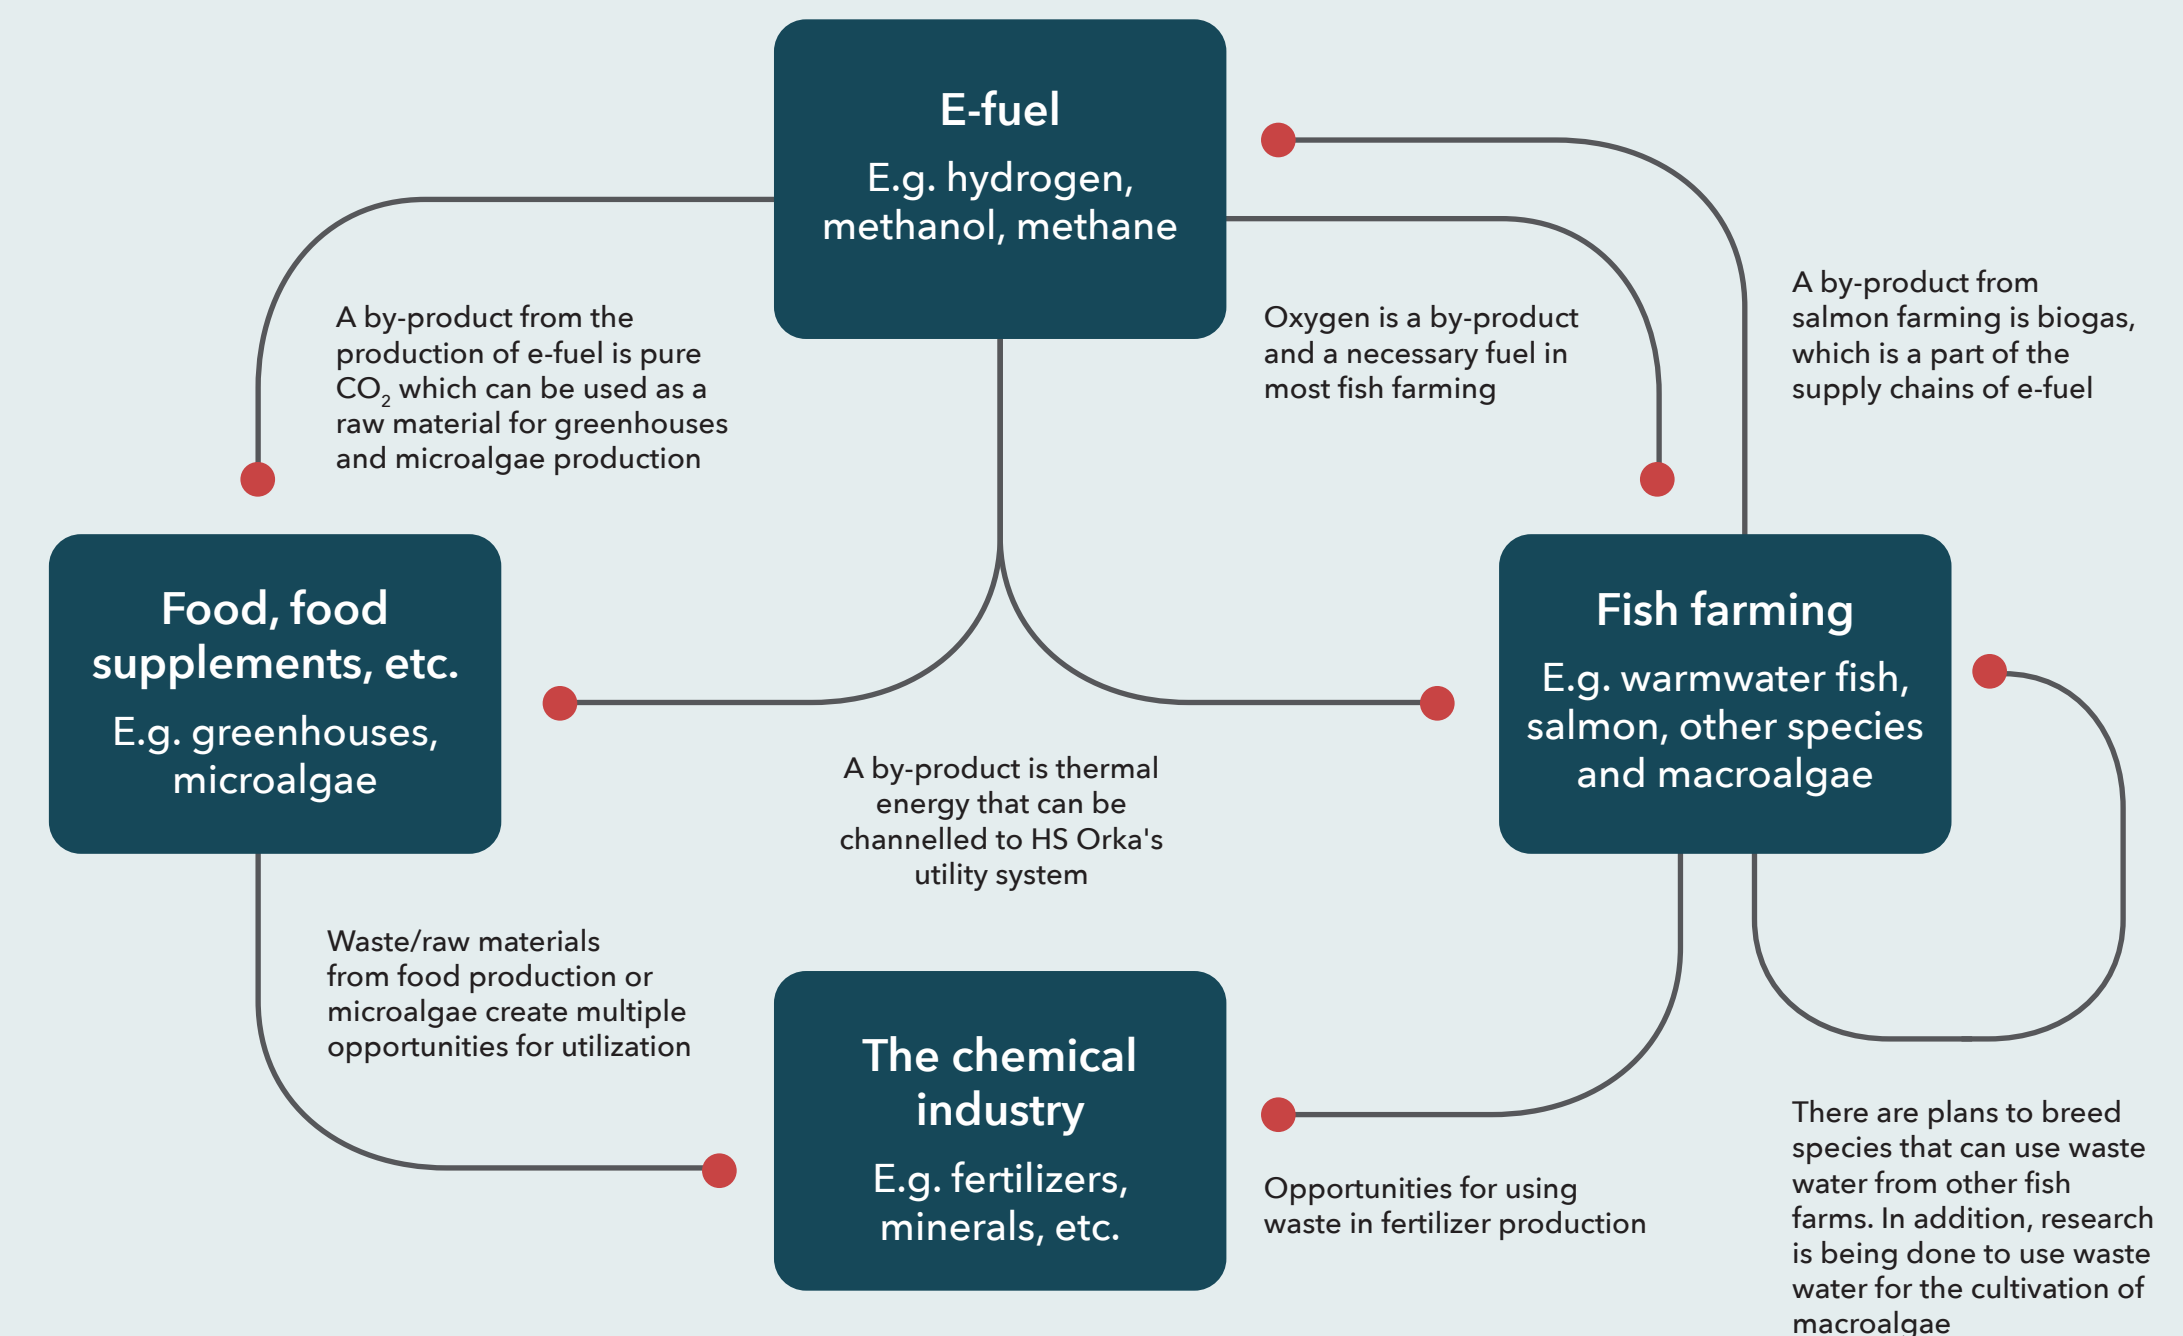 E-fuel
E.g. hydrogen,
methanol, methane
A by-product from the
production of e-fuel is pure
CO₂ which can be used as a
raw material for greenhouses
and microalgae production
Oxygen is a by-product
and a necessary fuel in
most fish farming
A by-product from
salmon farming is biogas,
which is a part of the
supply chains of e-fuel
Food, food
supplements, etc.
E.g. greenhouses,
microalgae
Fish farming
E.g. warmwater fish,
salmon, other species
and macroalgae
A by-product is thermal
energy that can be
channelled to HS Orka's
utility system
Waste/raw materials
from food production or
microalgae create multiple
opportunities for utilization
The chemical
industry
E.g. fertilizers,
minerals, etc.
Opportunities for using
waste in fertilizer production
There are plans to breed
species that can use waste
water from other fish
farms. In addition, research
is being done to use waste
water for the cultivation of
macroalgae